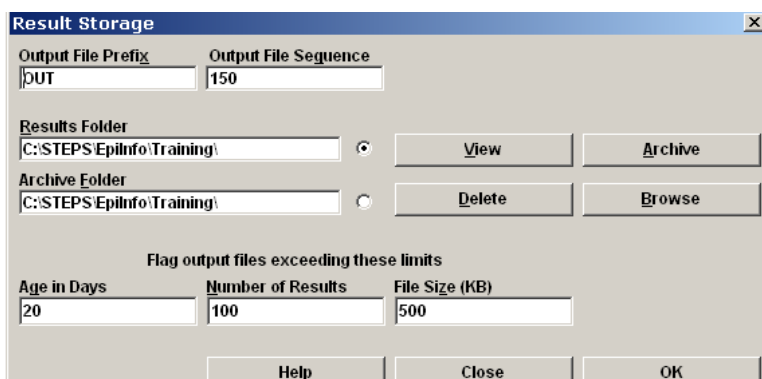 Result Storage
Output File Prefix Output File Sequence
OUT 150
Results Folder
C:\STEPS\EpiInfo\Training\ View Archive
Archive Folder
C:\STEPS\EpiInfo\Training\ Delete Browse
Flag output files exceeding these limits
Age in Days Number of Results File Size (KB)
20 100 500
Help Close OK